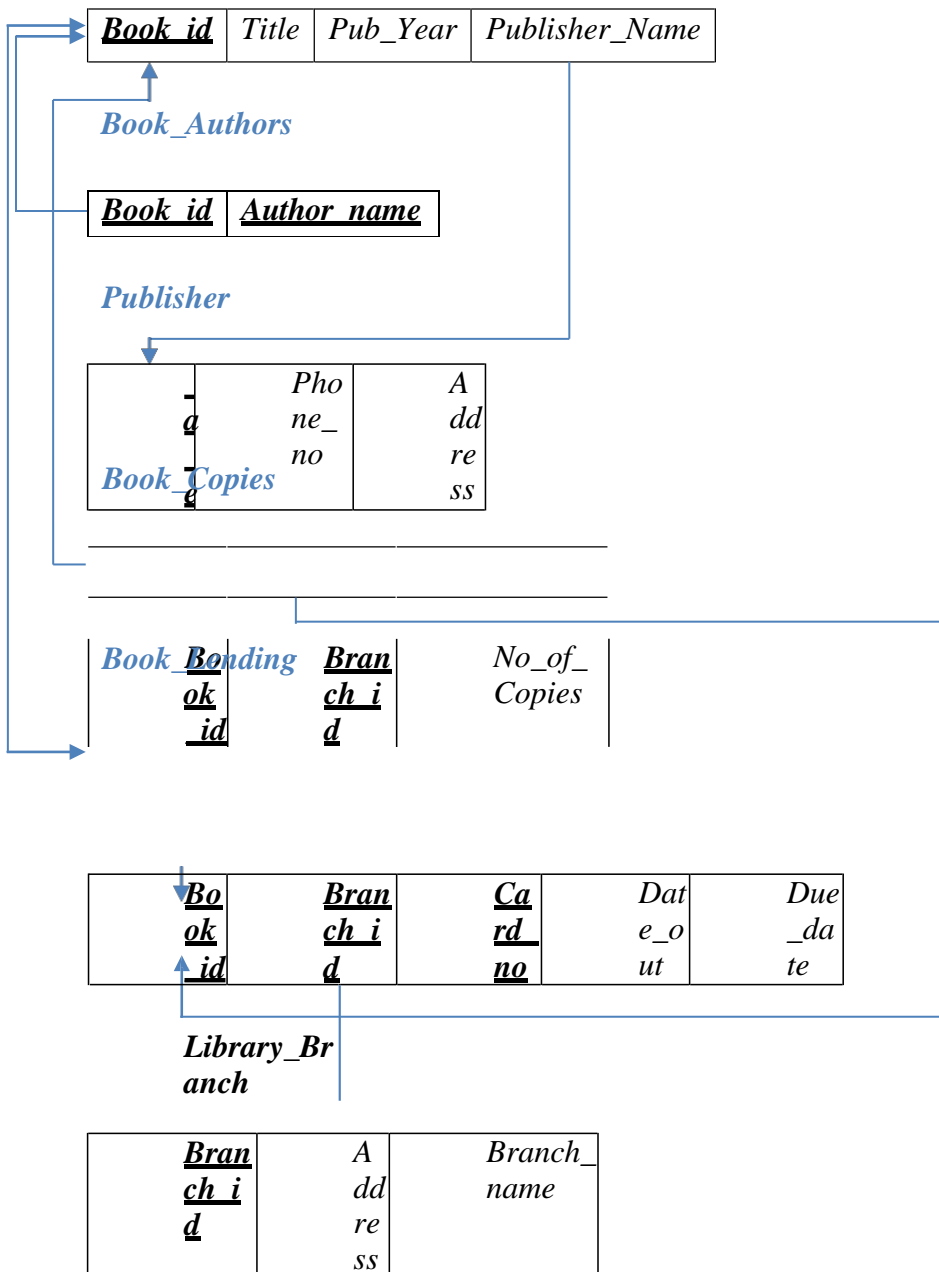 Book_id Title Pub_Year Publisher_Name
Book_Authors
Book_id Author_name
Publisher
Pho
ne_
no
A
dd
re
ss
a
e
Book_Copies
Book_Lending
Bo
ok
_id
Bran
ch_i
d
No_of_
Copies
Bo
ok
_id
Bran
ch_i
d
Ca
rd_
no
Dat
e_o
ut
Due
_da
te
Library_Br
anch
Bran
ch_i
d
A
dd
re
ss
Branch_
name